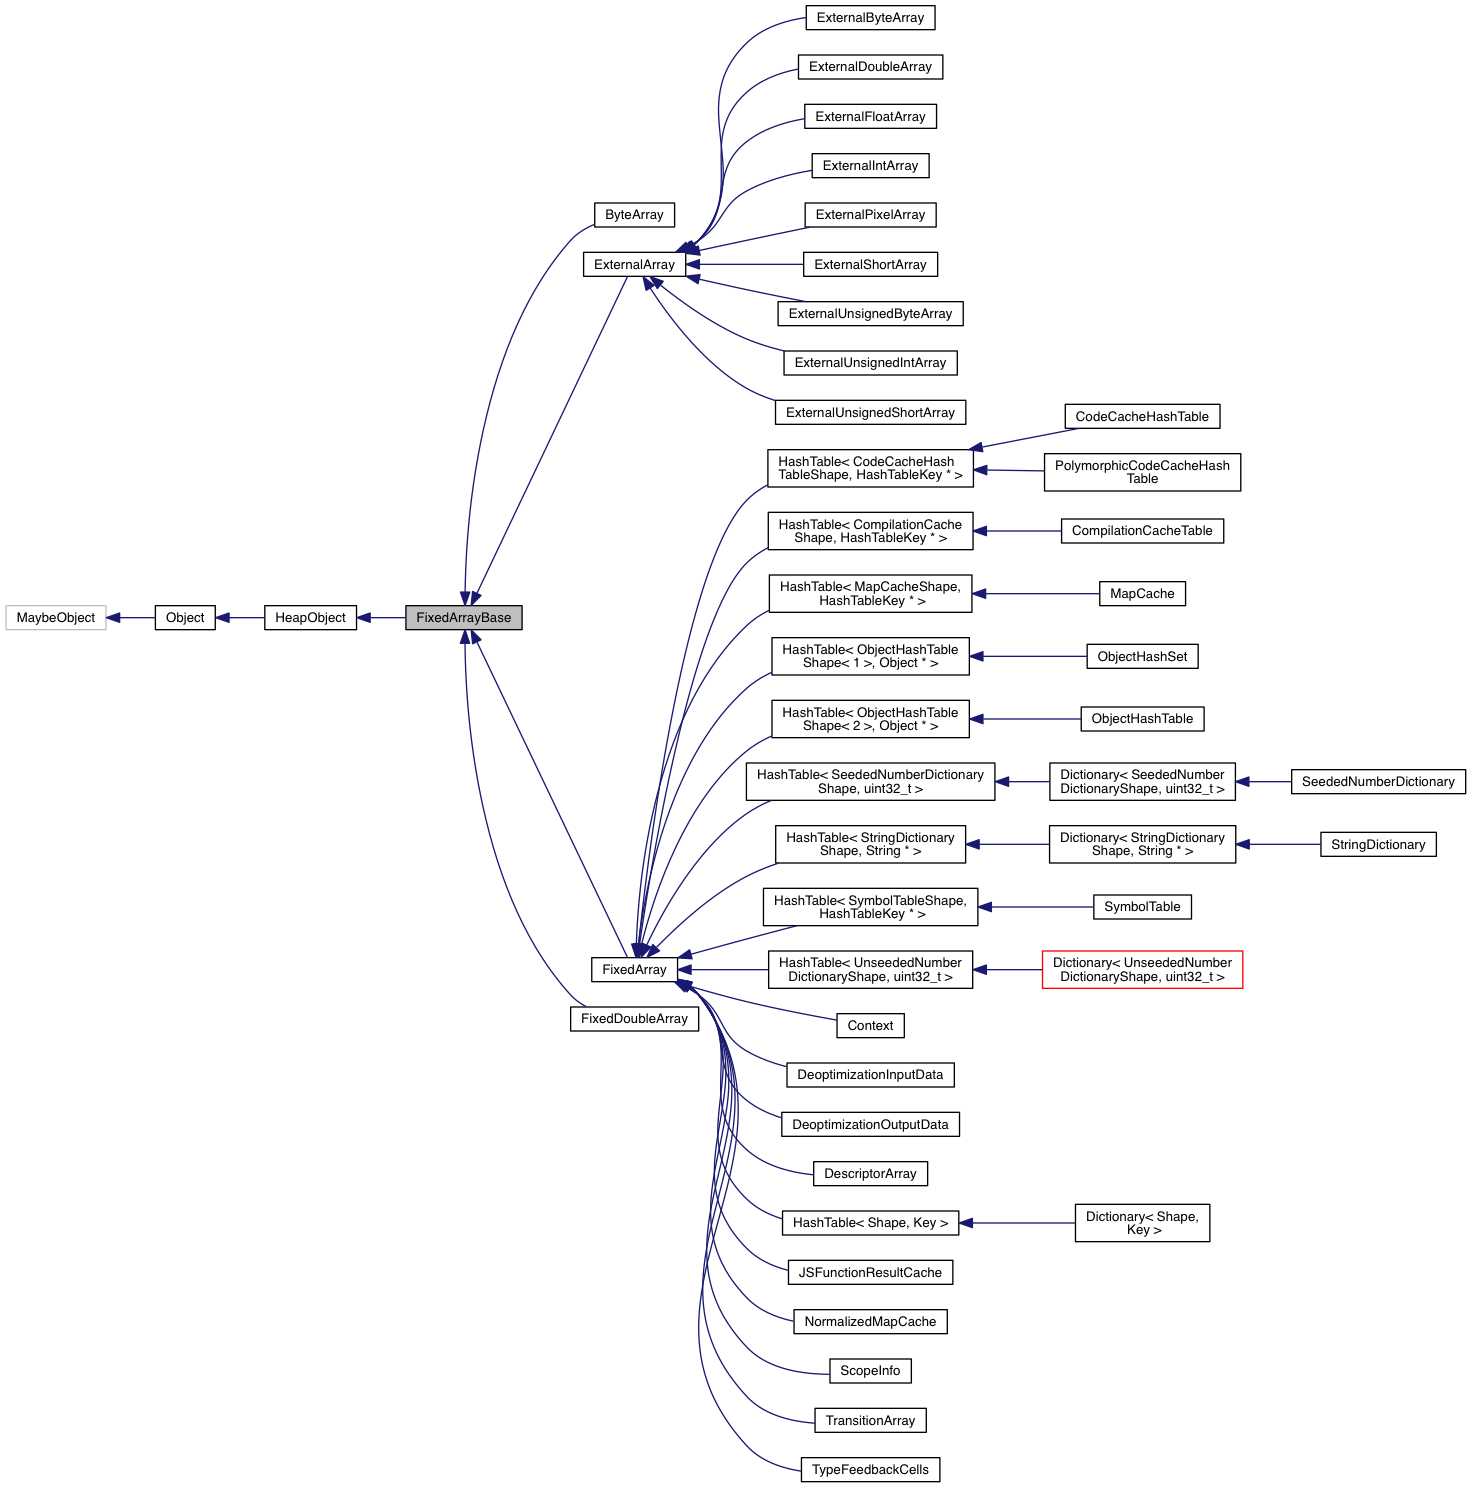 ExternalByteArray
ExternalDoubleArray
ExternalFloatArray
ExternalIntArray
ByteArray
ExternalPixelArray
ExternalArray
ExternalShortArray
ExternalUnsignedByteArray
ExternalUnsignedIntArray
ExternalUnsignedShortArray
CodeCacheHashTable
HashTable< CodeCacheHash
TableShape, HashTableKey * >
PolymorphicCodeCacheHash
Table
HashTable< CompilationCache
Shape, HashTableKey * >
CompilationCacheTable
HashTable< MapCacheShape,
HashTableKey * >
MapCache
MaybeObject
Object
HeapObject
FixedArrayBase
HashTable< ObjectHashTable
Shape< 1 >, Object * >
ObjectHashSet
HashTable< ObjectHashTable
Shape< 2 >, Object * >
ObjectHashTable
HashTable< SeededNumberDictionary
Shape, uint32_t >
Dictionary< SeededNumber
DictionaryShape, uint32_t >
SeededNumberDictionary
HashTable< StringDictionary
Shape, String * >
Dictionary< StringDictionary
Shape, String * >
StringDictionary
HashTable< SymbolTableShape,
HashTableKey * >
SymbolTable
FixedArray
HashTable< UnseededNumber
DictionaryShape, uint32_t >
Dictionary< UnseededNumber
DictionaryShape, uint32_t >
FixedDoubleArray
Context
DeoptimizationInputData
DeoptimizationOutputData
DescriptorArray
HashTable< Shape, Key >
Dictionary< Shape,
Key >
JSFunctionResultCache
NormalizedMapCache
ScopeInfo
TransitionArray
TypeFeedbackCells